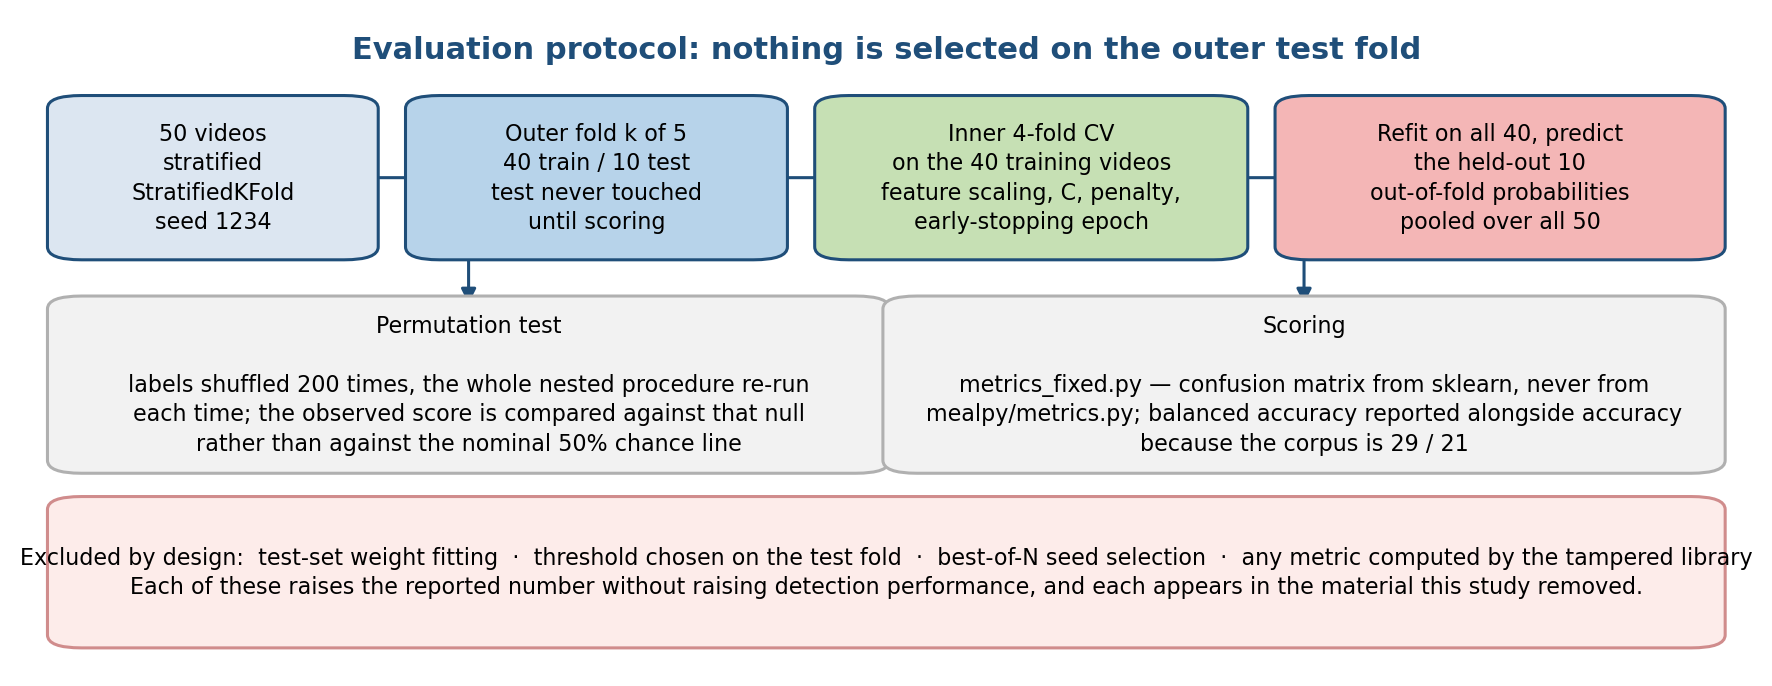 Evaluation protocol: nothing is selected on the outer test fold
50 videos
stratified
StratifiedKFold
seed 1234
Outer fold k of 5
40 train / 10 test
test never touched
until scoring
Inner 4-fold CV
on the 40 training videos
feature scaling, C, penalty,
early-stopping epoch
Refit on all 40, predict
the held-out 10
out-of-fold probabilities
pooled over all 50
Permutation test
labels shuffled 200 times, the whole nested procedure re-run
each time; the observed score is compared against that null
rather than against the nominal 50% chance line
Scoring
metrics_fixed.py — confusion matrix from sklearn, never from
mealpy/metrics.py; balanced accuracy reported alongside accuracy
because the corpus is 29 / 21
Excluded by design:  test-set weight fitting  ·  threshold chosen on the test fold  ·  best-of-N seed selection  ·  any metric computed by the tampered library
Each of these raises the reported number without raising detection performance, and each appears in the material this study removed.